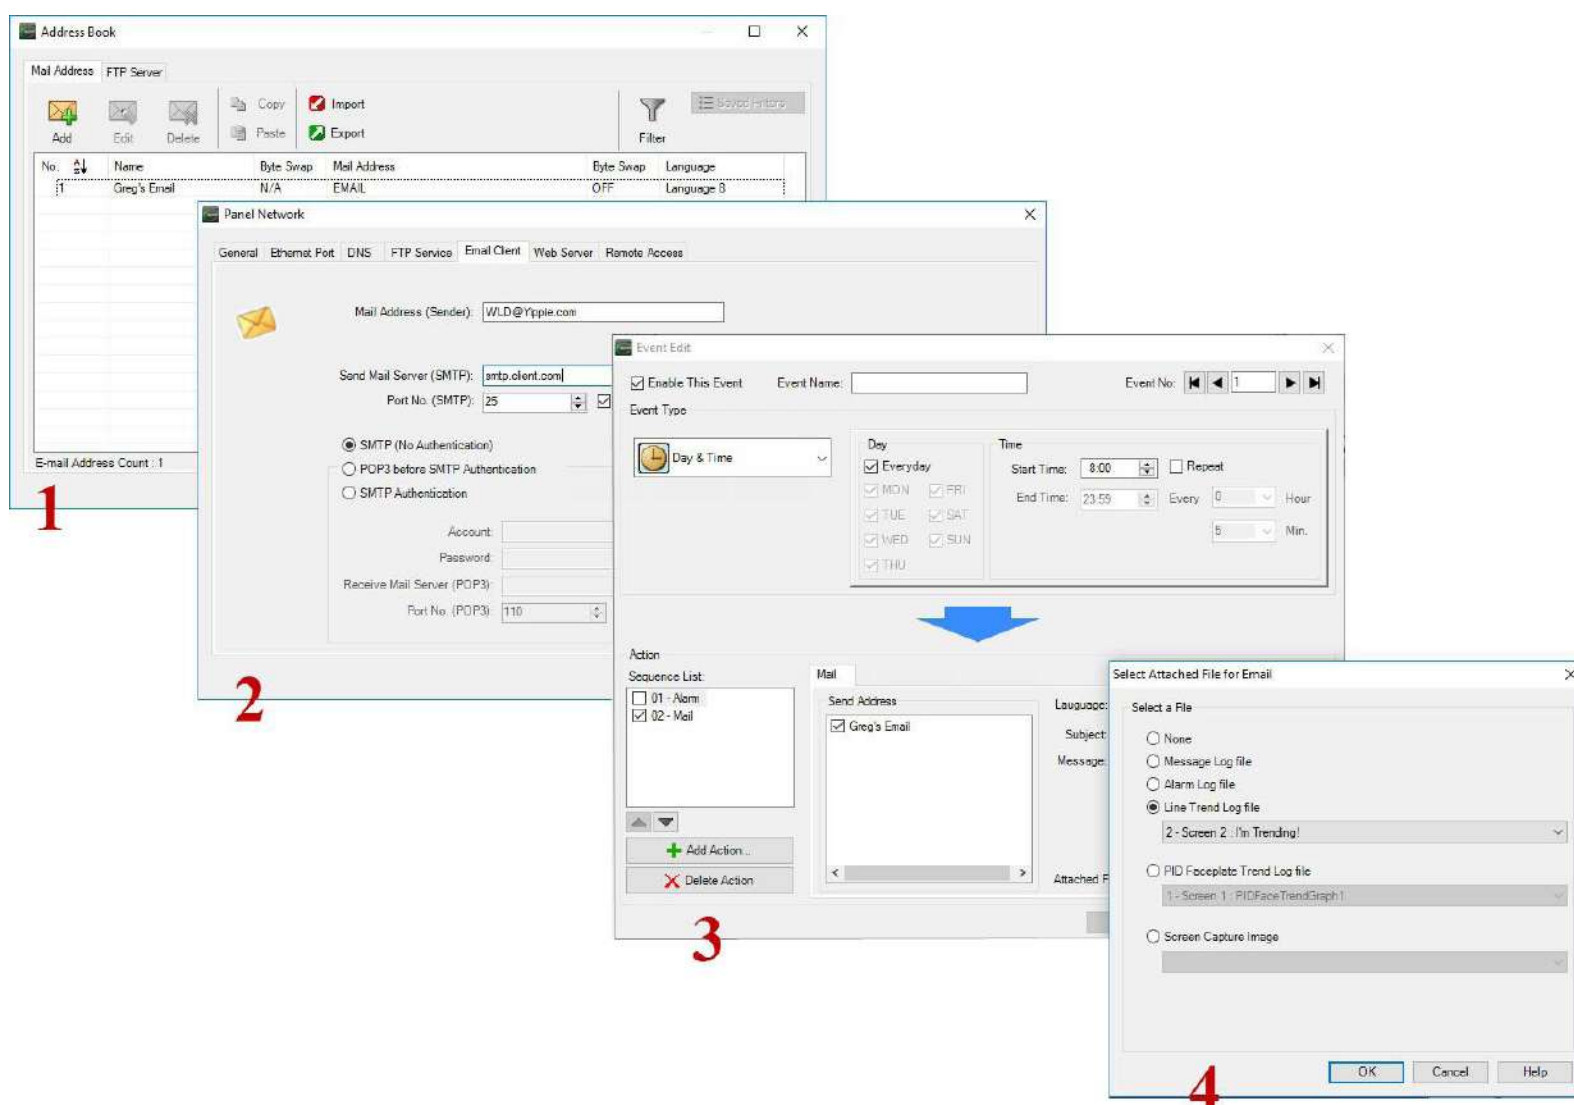 Address Book
Mail Address FTP Server
Copy Import
Paste Export
Add Edit Delete Filter
No. Name Byte Swap Mail Address Byte Swap Language
1 Greg's Email N/A EMAIL OFF Language 8
E-mail Address Count : 1
1
Panel Network
General Ethernet Port DNS FTP Service Email Client Web Server Remote Access
Mail Address (Sender): WLD@Yippie.com
Send Mail Server (SMTP): smtp.client.com
Port No. (SMTP): 25
SMTP (No Authentication)
POP3 before SMTP Authentication
SMTP Authentication
Account:
Password:
Receive Mail Server (POP3):
Port No. (POP3): 110
2
Event Edit
Enable This Event Event Name: Event No: 1
Event Type
Day & Time
Day
Everyday
MON FRI
TUE SAT
WED SUN
THU
Time
Start Time: 8:00 Repeat
End Time: 23:59 Every 0 Hour
5 Min.
Action
Sequence List:
01 - Alarm
02 - Mail
Add Action...
Delete Action
Mail
Send Address
Greg's Email
Lauguage:
Subject:
Message:
Attached F
3
Select Attached File for Email
Select a File
None
Message Log file
Alarm Log file
Line Trend Log file
2 - Screen 2 : I'm Trending!
PID Faceplate Trend Log file
1 - Screen 1 : PIDFaceTrendGraph1
Screen Capture Image
OK Cancel Help
4